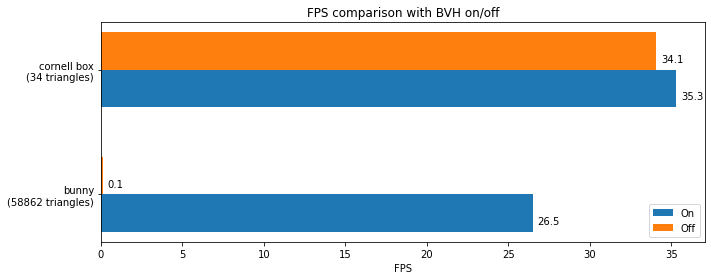 FPS comparison with BVH on/off
cornell box
(34 triangles)
34.1
35.3
bunny
(58862 triangles)
0.1
26.5
On
Off
0 5 10 15 20 25 30 35
FPS